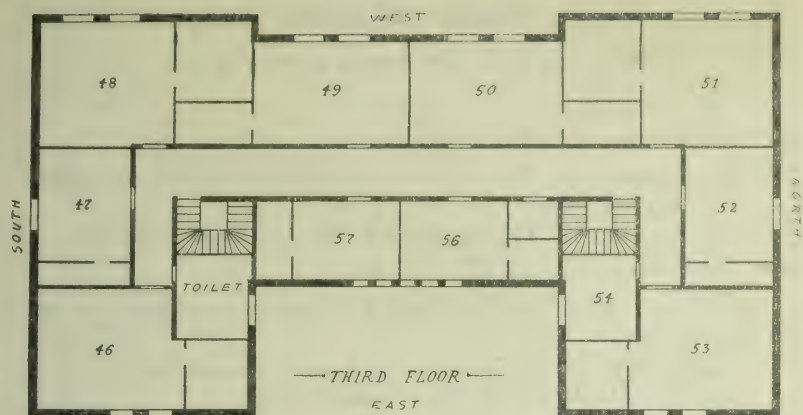 WEST
48
49
50
51
SOUTH
47
52
NORTH
57
56
TOILET
54
46
53
THIRD FLOOR
EAST